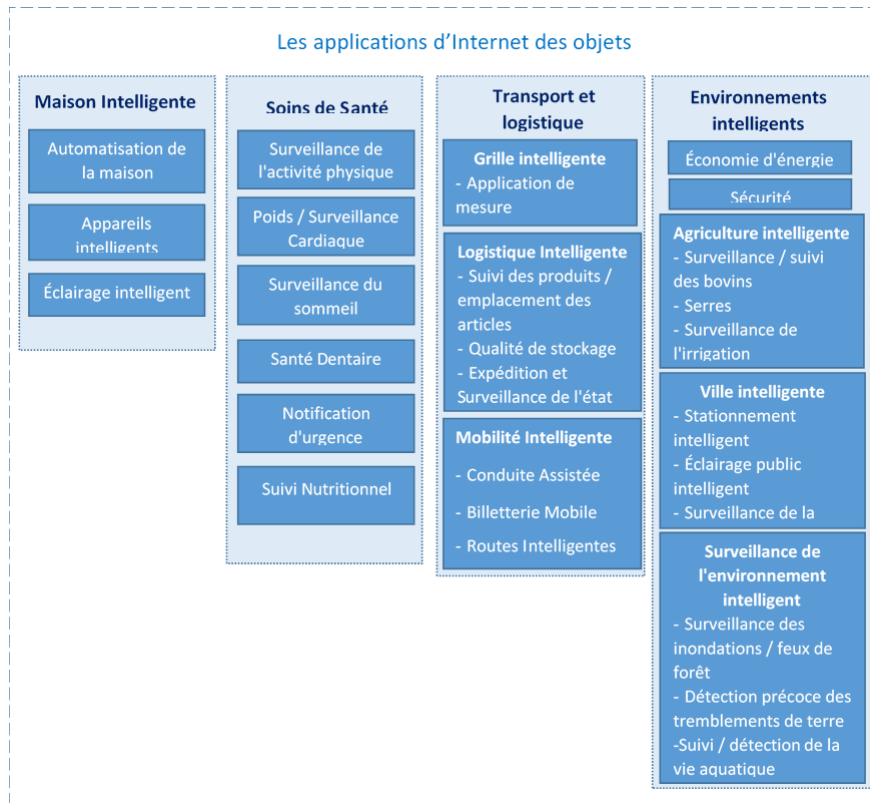 Les applications d’Internet des objets
Maison Intelligente
Automatisation de
la maison
Appareils
intelligents
Éclairage intelligent
Soins de Santé
Surveillance de
l'activité physique
Poids / Surveillance
Cardiaque
Surveillance du
sommeil
Santé Dentaire
Notification
d'urgence
Suivi Nutritionnel
Transport et
logistique
Grille intelligente
- Application de
mesure
Logistique Intelligente
- Suivi des produits /
emplacement des
articles
- Qualité de stockage
- Expédition et
Surveillance de l'état
Mobilité Intelligente
- Conduite Assistée
- Billetterie Mobile
- Routes Intelligentes
Environnements
intelligents
Économie d'énergie
Sécurité
Agriculture intelligente
- Surveillance / suivi
des bovins
- Serres
- Surveillance de
l'irrigation
Ville intelligente
- Stationnement
intelligent
- Éclairage public
intelligent
- Surveillance de la
Surveillance de
l'environnement
intelligent
- Surveillance des
inondations / feux de
forêt
- Détection précoce des
tremblements de terre
-Suivi / détection de la
vie aquatique